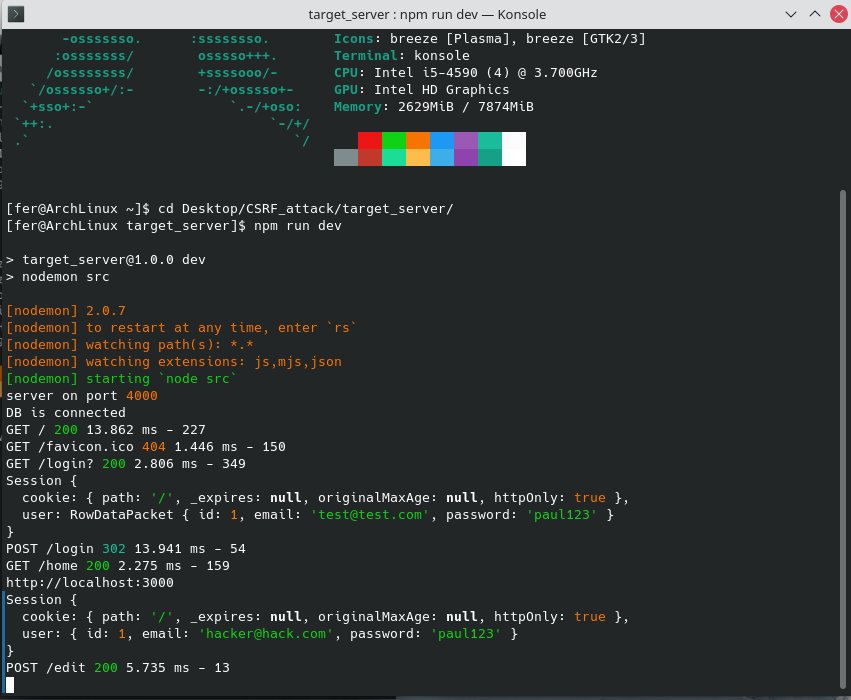 target_server : npm run dev — Konsole
-osssssso.      :ssssssso.        Icons: breeze [Plasma], breeze [GTK2/3]
:osssssss/        osssso+++.       Terminal: konsole
/ossssssss/        +ssssooo/-       CPU: Intel i5-4590 (4) @ 3.700GHz
`/ossssso+/:-        -:/+osssso+-     GPU: Intel HD Graphics
`+sso+:-`                 `.-/+oso:    Memory: 2629MiB / 7874MiB
`++:.                           `-/+/
.`                                 `/
[fer@ArchLinux ~]$ cd Desktop/CSRF_attack/target_server/
[fer@ArchLinux target_server]$ npm run dev
> target_server@1.0.0 dev
> nodemon src
[nodemon] 2.0.7
[nodemon] to restart at any time, enter `rs`
[nodemon] watching path(s): *.*
[nodemon] watching extensions: js,mjs,json
[nodemon] starting `node src`
server on port 4000
DB is connected
GET / 200 13.862 ms - 227
GET /favicon.ico 404 1.446 ms - 150
GET /login? 200 2.806 ms - 349
Session {
  cookie: { path: '/', _expires: null, originalMaxAge: null, httpOnly: true },
  user: RowDataPacket { id: 1, email: 'test@test.com', password: 'paul123' }
}
POST /login 302 13.941 ms - 54
GET /home 200 2.275 ms - 159
http://localhost:3000
Session {
  cookie: { path: '/', _expires: null, originalMaxAge: null, httpOnly: true },
  user: { id: 1, email: 'hacker@hack.com', password: 'paul123' }
}
POST /edit 200 5.735 ms - 13